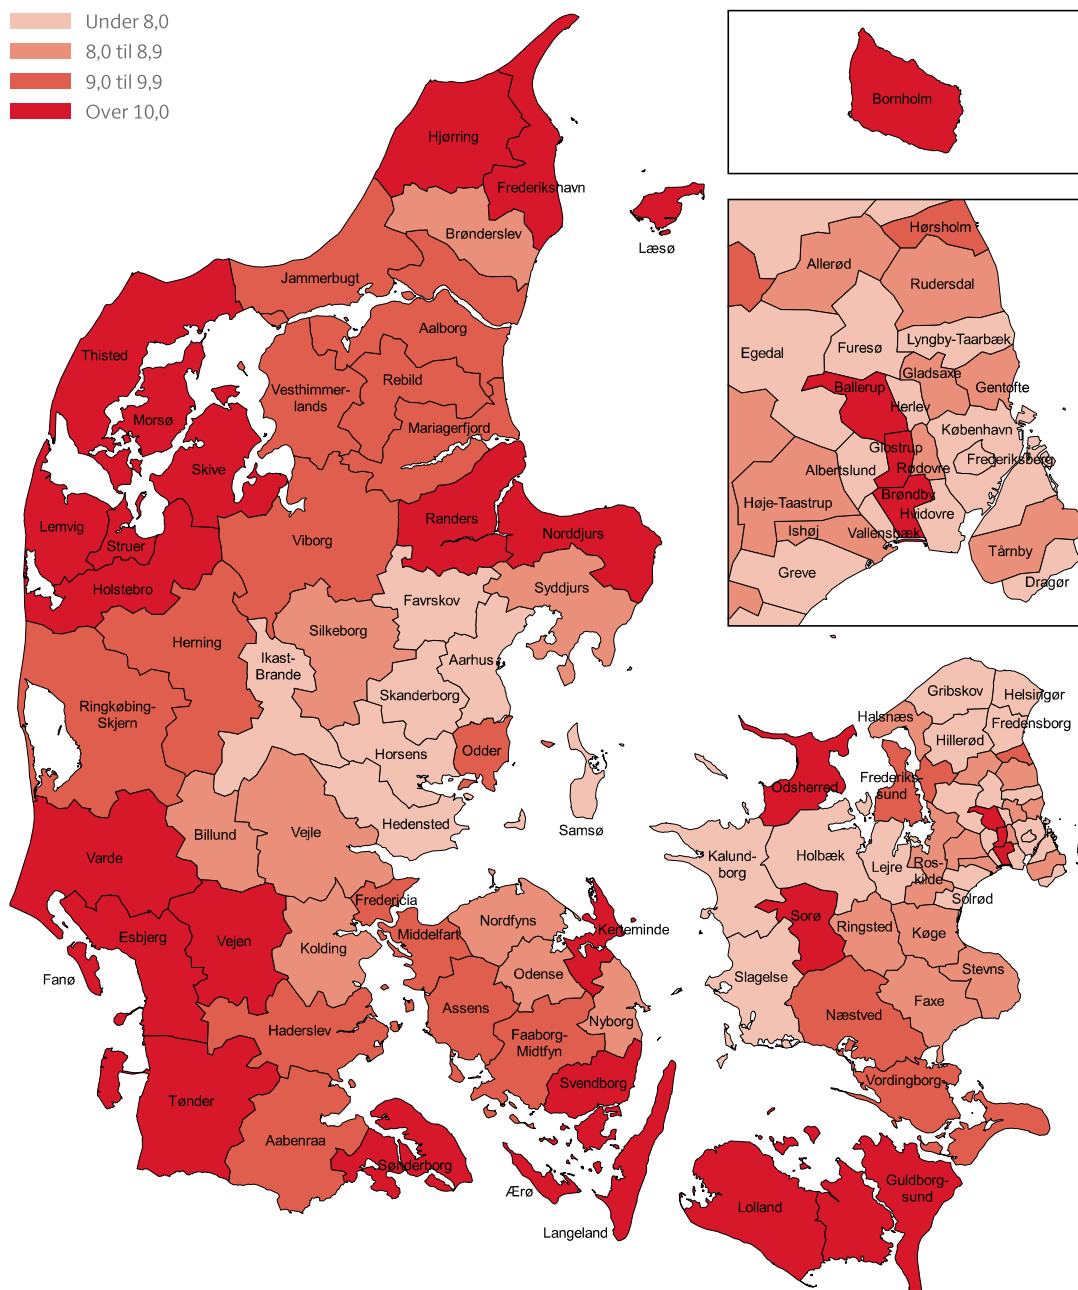 Under 8,0
8,0 til 8,9
9,0 til 9,9
Over 10,0
Bornholm
Hjørring
Frederikshavn
Læsø
Brønderslev
Jammerbugt
Aalborg
Thisted
Rebild
Vesthimmer-
lands
Morsø
Mariagerfjord
Skive
Lemvig
Struer
Viborg
Randers
Norddjurs
Holstebro
Favrskov
Syddjurs
Herning
Silkeborg
Ikast-
Brande
Aarhus
Skanderborg
Ringkøbing-
Skjern
Horsens
Odder
Samsø
Hedensted
Billund
Vejle
Varde
Fredericia
Esbjerg
Vejen
Kolding
Fanø
Middelfart
Nordfyns
Kerteminde
Odense
Assens
Nyborg
Haderslev
Faaborg-
Midtfyn
Svendborg
Tønder
Aabenraa
Sønderborg
Ærø
Langeland
Hørsholm
Allerød
Rudersdal
Egedal
Furesø
Lyngby-Taarbæk
Gladsaxe
Ballerup
Gentofte
Herlev
København
Glostrup
Frederiksberg
Albertslund
Rødovre
Høje-Taastrup
Brøndby
Hvidovre
Ishøj
Vallensbæk
Tårnby
Greve
Dragør
Gribskov
Helsingør
Halsnæs
Fredensborg
Hillerød
Odsherred
Frederiks-
sund
Kalund-
borg
Holbæk
Lejre
Ros-
kilde
Solrød
Sorø
Ringsted
Køge
Slagelse
Stevns
Faxe
Næstved
Vordingborg
Guldborg-
sund
Lolland